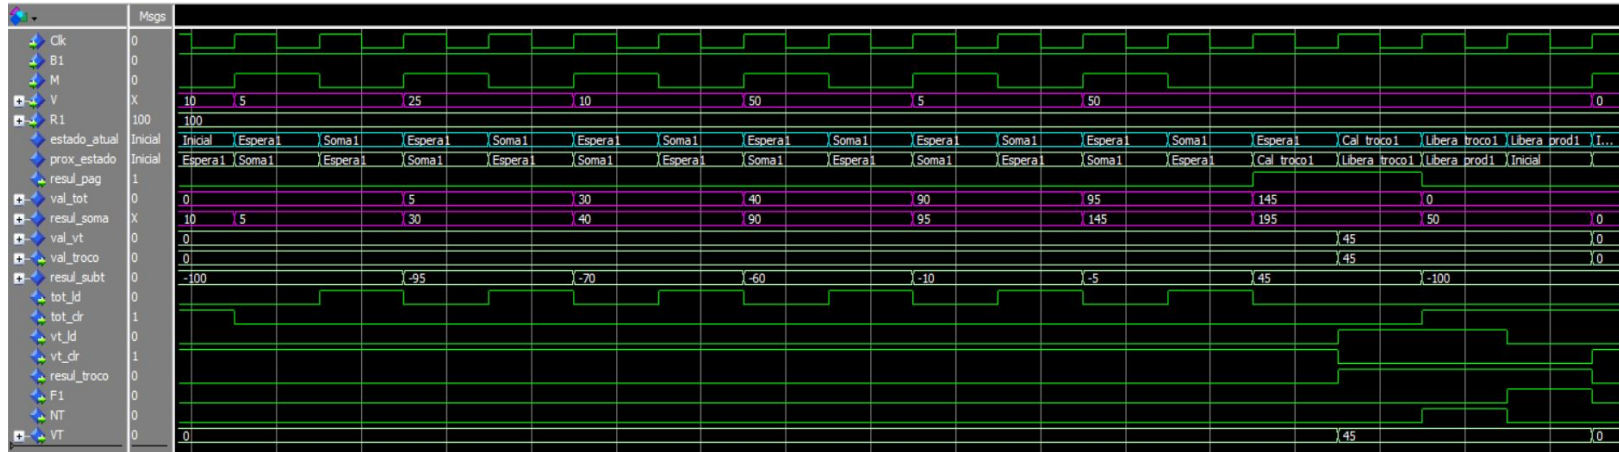 Msgs
Clk 0
B1 0
M 0
V X 10 5 25 10 50 5 50 0
R1 100 100
estado_atual Inicial Inicial Espera1 Soma1 Espera1 Soma1 Espera1 Soma1 Espera1 Soma1 Espera1 Soma1 Espera1 Soma1 Espera1 Cal_troco1 Libera_troco1 Libera_prod1 I...
prox_estado Inicial Espera1 Soma1 Espera1 Soma1 Espera1 Soma1 Espera1 Soma1 Espera1 Soma1 Espera1 Soma1 Espera1 Cal_troco1 Libera_troco1 Libera_prod1 Inicial
resul_pag 1
val_tot 0 0 5 30 40 90 95 145 0
resul_soma X 10 5 30 40 90 95 145 195 50 0
val_vt 0 0 45 0
val_troco 0 0 45 0
resul_subt 0 -100 -95 -70 -60 -10 -5 45 -100
tot_ld 0
tot_clr 1
vt_ld 0
vt_clr 1
resul_troco 0
F1 0
NT 0
VT 0 0 45 0